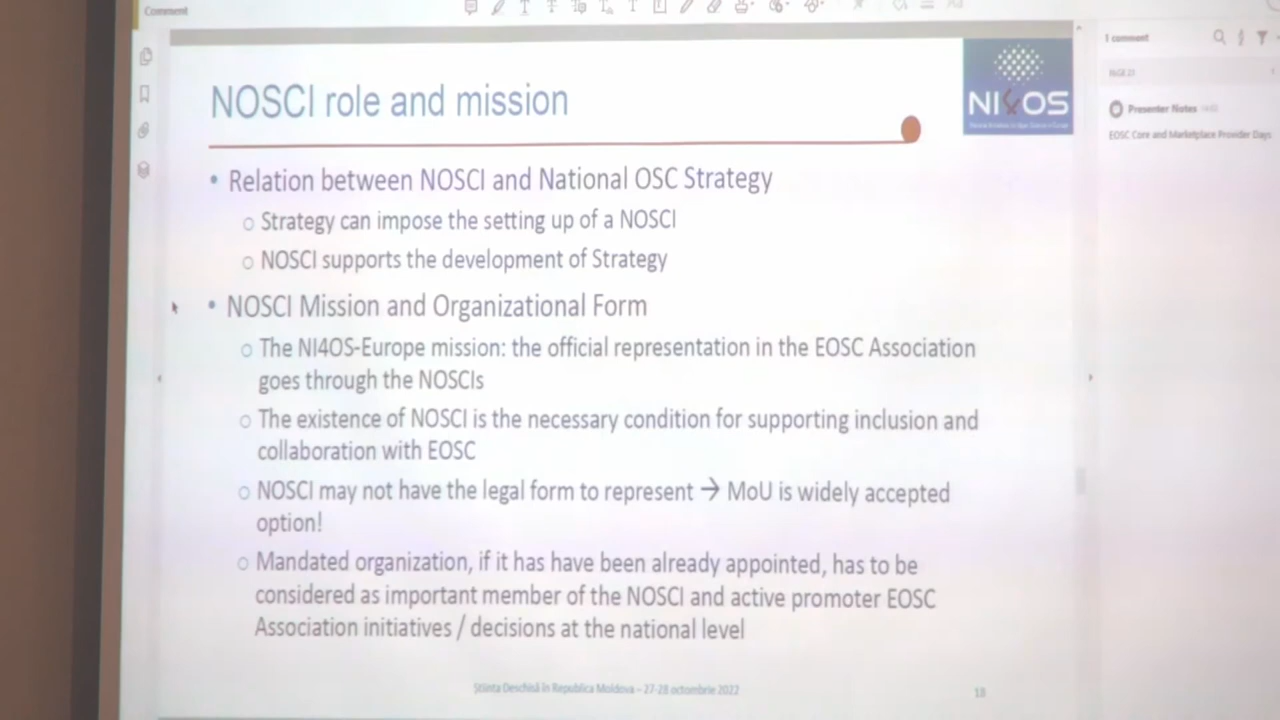 Comment
NOSCI role and mission
NI4OS
• Relation between NOSCI and National OSC Strategy
o Strategy can impose the setting up of a NOSCI
o NOSCI supports the development of Strategy
• NOSCI Mission and Organizational Form
o The NI4OS-Europe mission: the official representation in the EOSC Association
goes through the NOSCIs
o The existence of NOSCI is the necessary condition for supporting inclusion and
collaboration with EOSC
o NOSCI may not have the legal form to represent → MoU is widely accepted
option!
o Mandated organization, if it has have been already appointed, has to be
considered as important member of the NOSCI and active promoter EOSC
Association initiatives / decisions at the national level
Știința Deschisă în Republica Moldova – 27-28 octombrie 2022
18
1 comment
Presenter Notes
EOSC Core and Marketplace Provider Days